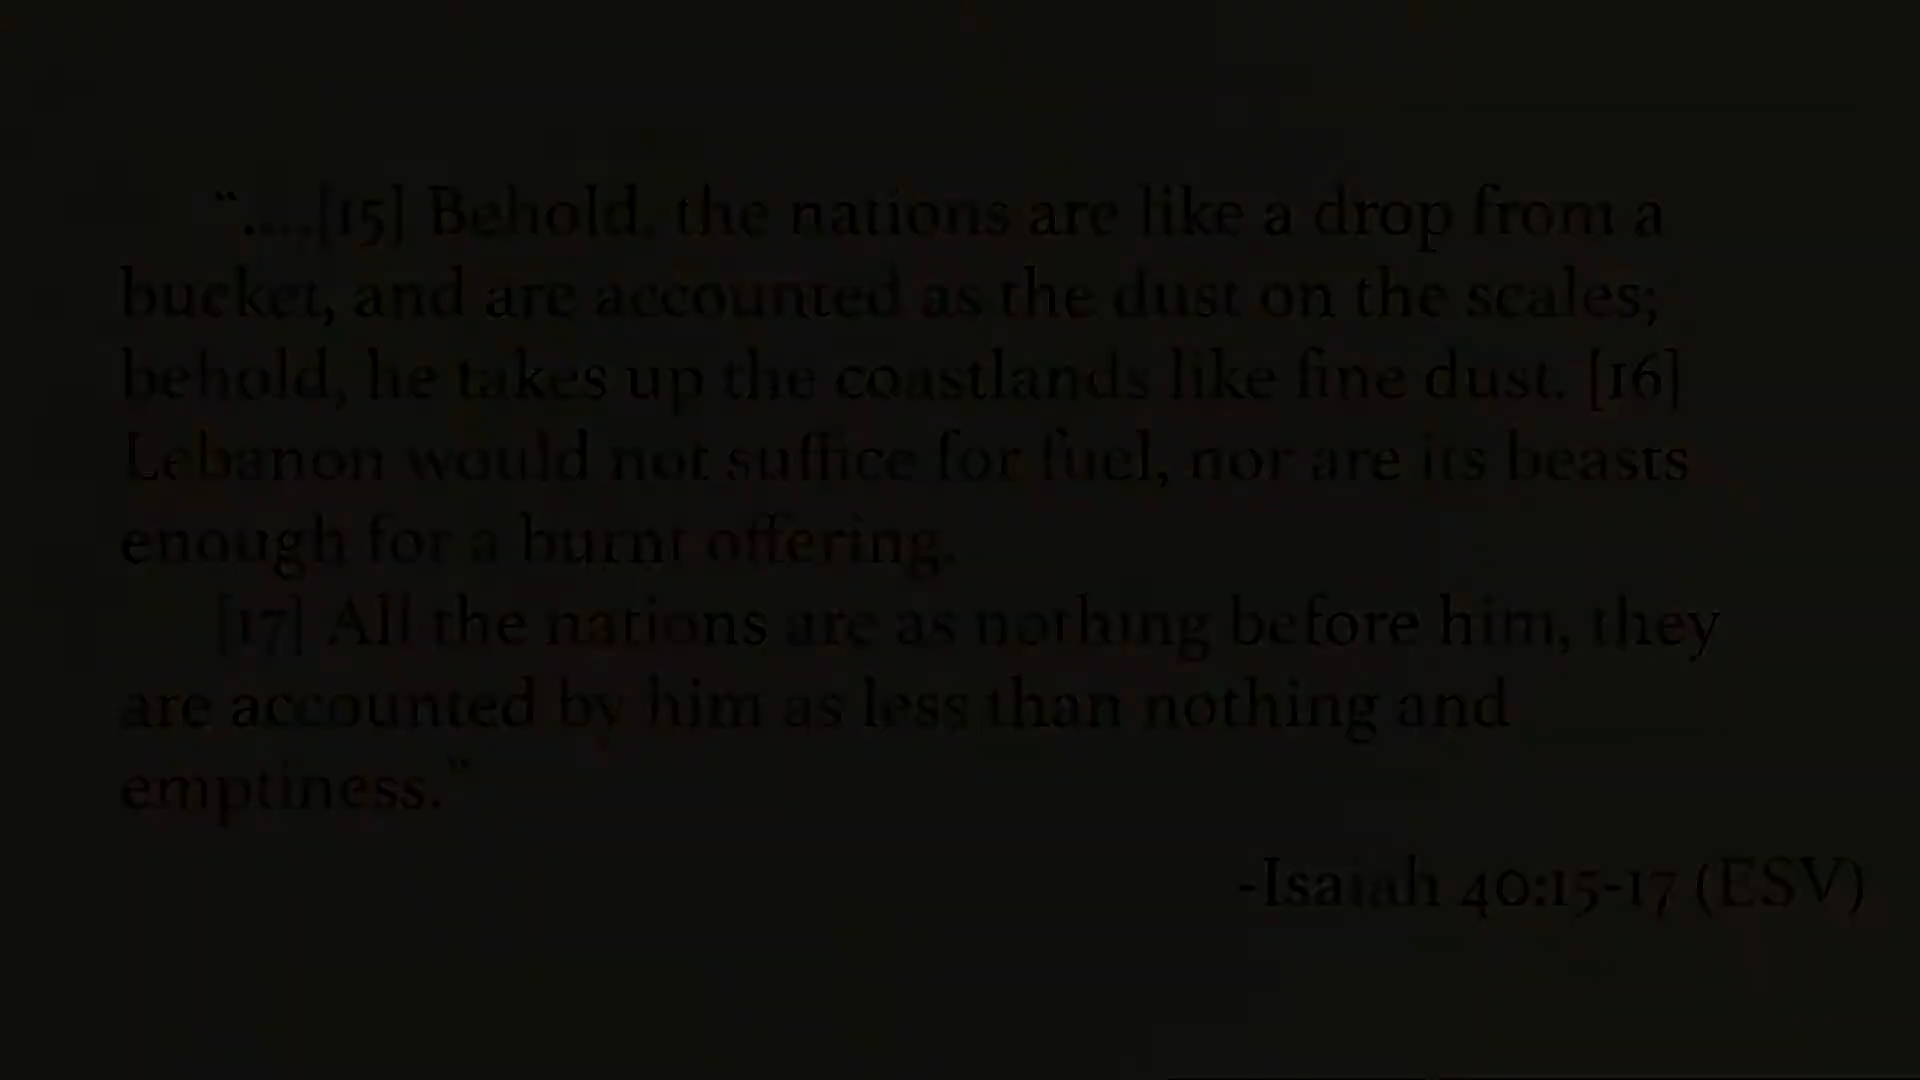 “....[15] Behold, the nations are like a drop from a
bucket, and are accounted as the dust on the scales;
behold, he takes up the coastlands like fine dust. [16]
Lebanon would not suffice for fuel, nor are its beasts
enough for a burnt offering.
[17] All the nations are as nothing before him, they
are accounted by him as less than nothing and
emptiness.”
-Isaiah 40:15-17 (ESV)